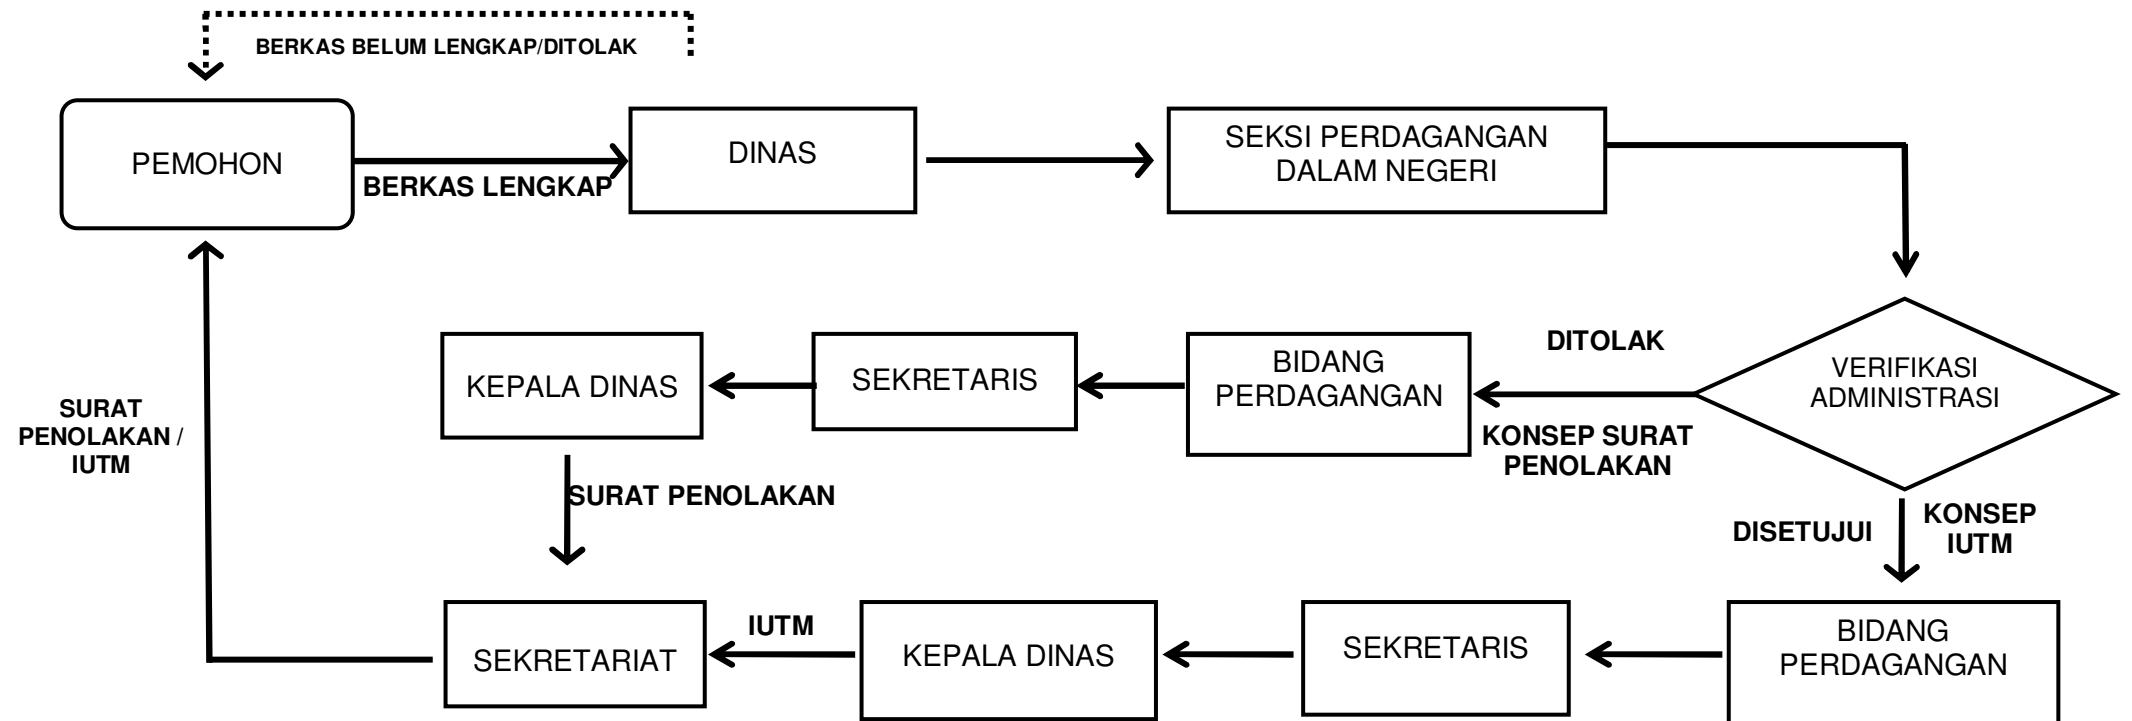 BERKAS BELUM LENGKAP/DITOLAK
PEMOHON
BERKAS LENGKAP
DINAS
SEKSI PERDAGANGAN
DALAM NEGERI
VERIFIKASI
ADMINISTRASI
DITOLAK
KONSEP SURAT
PENOLAKAN
BIDANG
PERDAGANGAN
SEKRETARIS
KEPALA DINAS
SURAT PENOLAKAN
DISETUJUI
KONSEP
IUTM
BIDANG
PERDAGANGAN
SEKRETARIS
KEPALA DINAS
IUTM
SEKRETARIAT
SURAT
PENOLAKAN /
IUTM